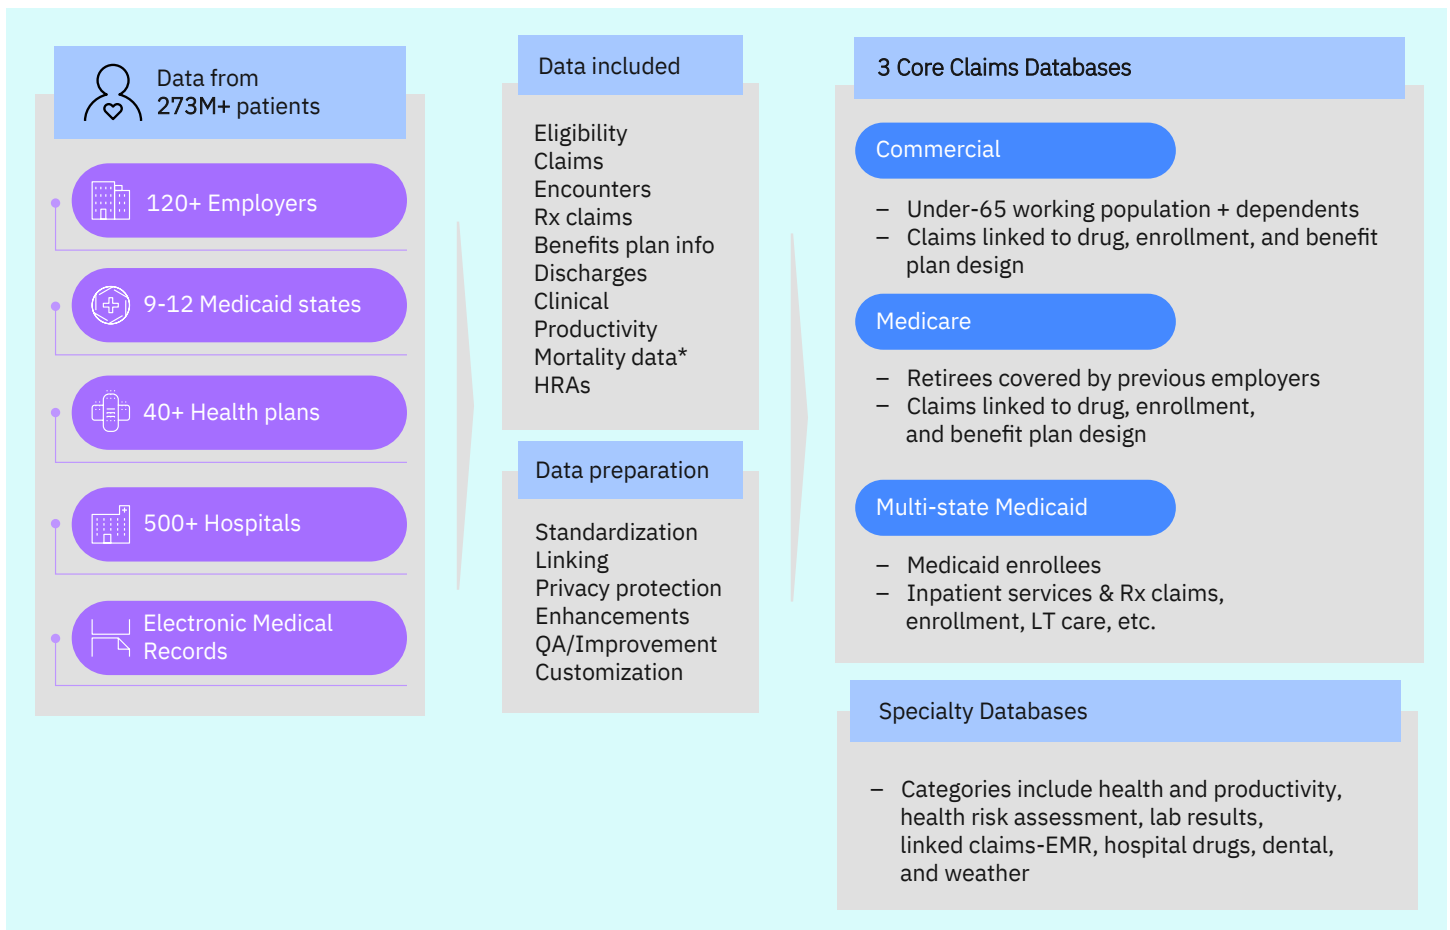 Data from
273M+ patients
120+ Employers
9-12 Medicaid states
40+ Health plans
500+ Hospitals
Electronic Medical
Records
Data included
Eligibility
Claims
Encounters
Rx claims
Benefits plan info
Discharges
Clinical
Productivity
Mortality data*
HRAs
Data preparation
Standardization
Linking
Privacy protection
Enhancements
QA/Improvement
Customization
3 Core Claims Databases
Commercial
– Under-65 working population + dependents
– Claims linked to drug, enrollment, and benefit
plan design
Medicare
– Retirees covered by previous employers
– Claims linked to drug, enrollment,
and benefit plan design
Multi-state Medicaid
– Medicaid enrollees
– Inpatient services & Rx claims,
enrollment, LT care, etc.
Specialty Databases
– Categories include health and productivity,
health risk assessment, lab results,
linked claims-EMR, hospital drugs, dental,
and weather